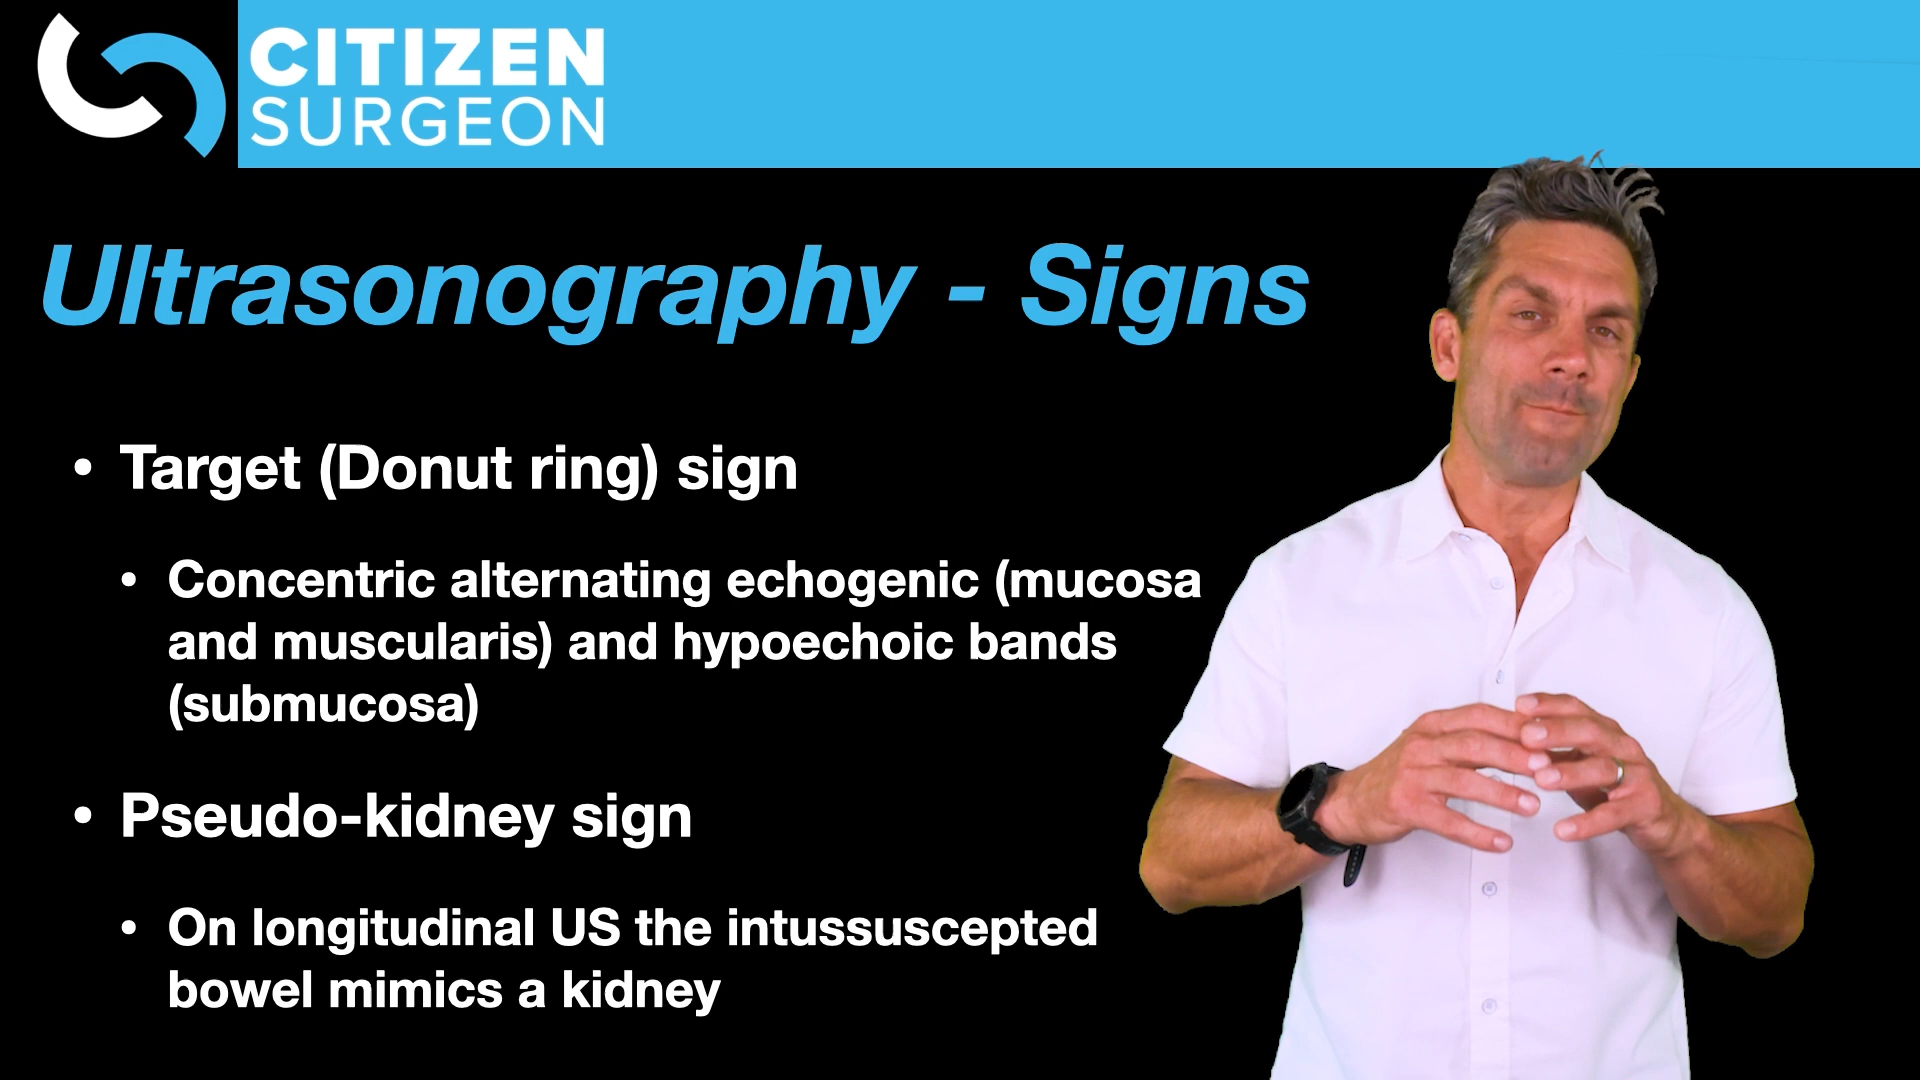 CITIZEN
SURGEON
Ultrasonography - Signs
• Target (Donut ring) sign
• Concentric alternating echogenic (mucosa
and muscularis) and hypoechoic bands
(submucosa)
• Pseudo-kidney sign
• On longitudinal US the intussuscepted
bowel mimics a kidney